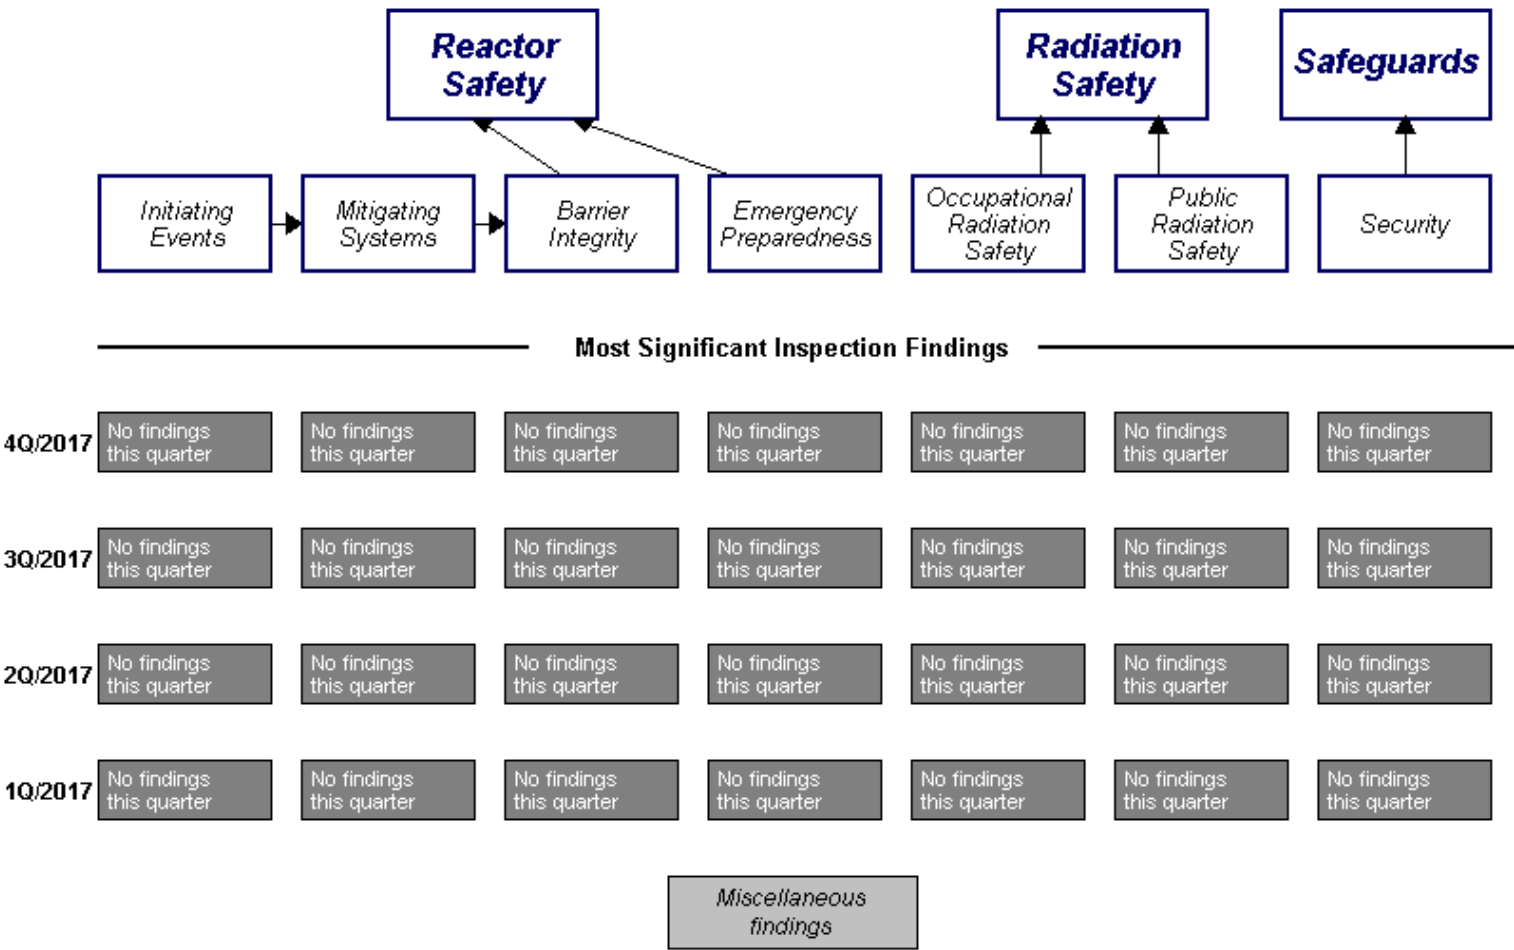 Reactor
Safety
Radiation
Safety
Safeguards
Initiating
Events
Mitigating
Systems
Barrier
Integrity
Emergency
Preparedness
Occupational
Radiation
Safety
Public
Radiation
Safety
Security
Most Significant Inspection Findings
4Q/2017
No findings
this quarter
No findings
this quarter
No findings
this quarter
No findings
this quarter
No findings
this quarter
No findings
this quarter
No findings
this quarter
3Q/2017
No findings
this quarter
No findings
this quarter
No findings
this quarter
No findings
this quarter
No findings
this quarter
No findings
this quarter
No findings
this quarter
2Q/2017
No findings
this quarter
No findings
this quarter
No findings
this quarter
No findings
this quarter
No findings
this quarter
No findings
this quarter
No findings
this quarter
1Q/2017
No findings
this quarter
No findings
this quarter
No findings
this quarter
No findings
this quarter
No findings
this quarter
No findings
this quarter
No findings
this quarter
Miscellaneous
findings